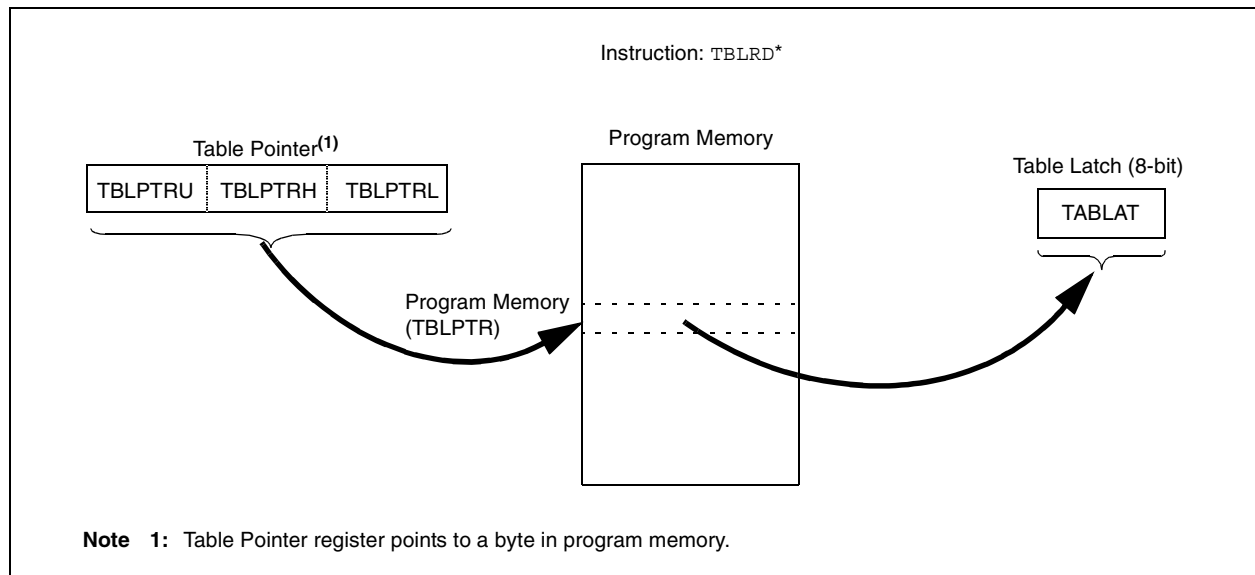 Instruction: TBLRD*
Table Pointer(1)
TBLPTRU TBLPTRH TBLPTRL
Program Memory
Table Latch (8-bit)
TABLAT
Program Memory
(TBLPTR)
Note 1: Table Pointer register points to a byte in program memory.